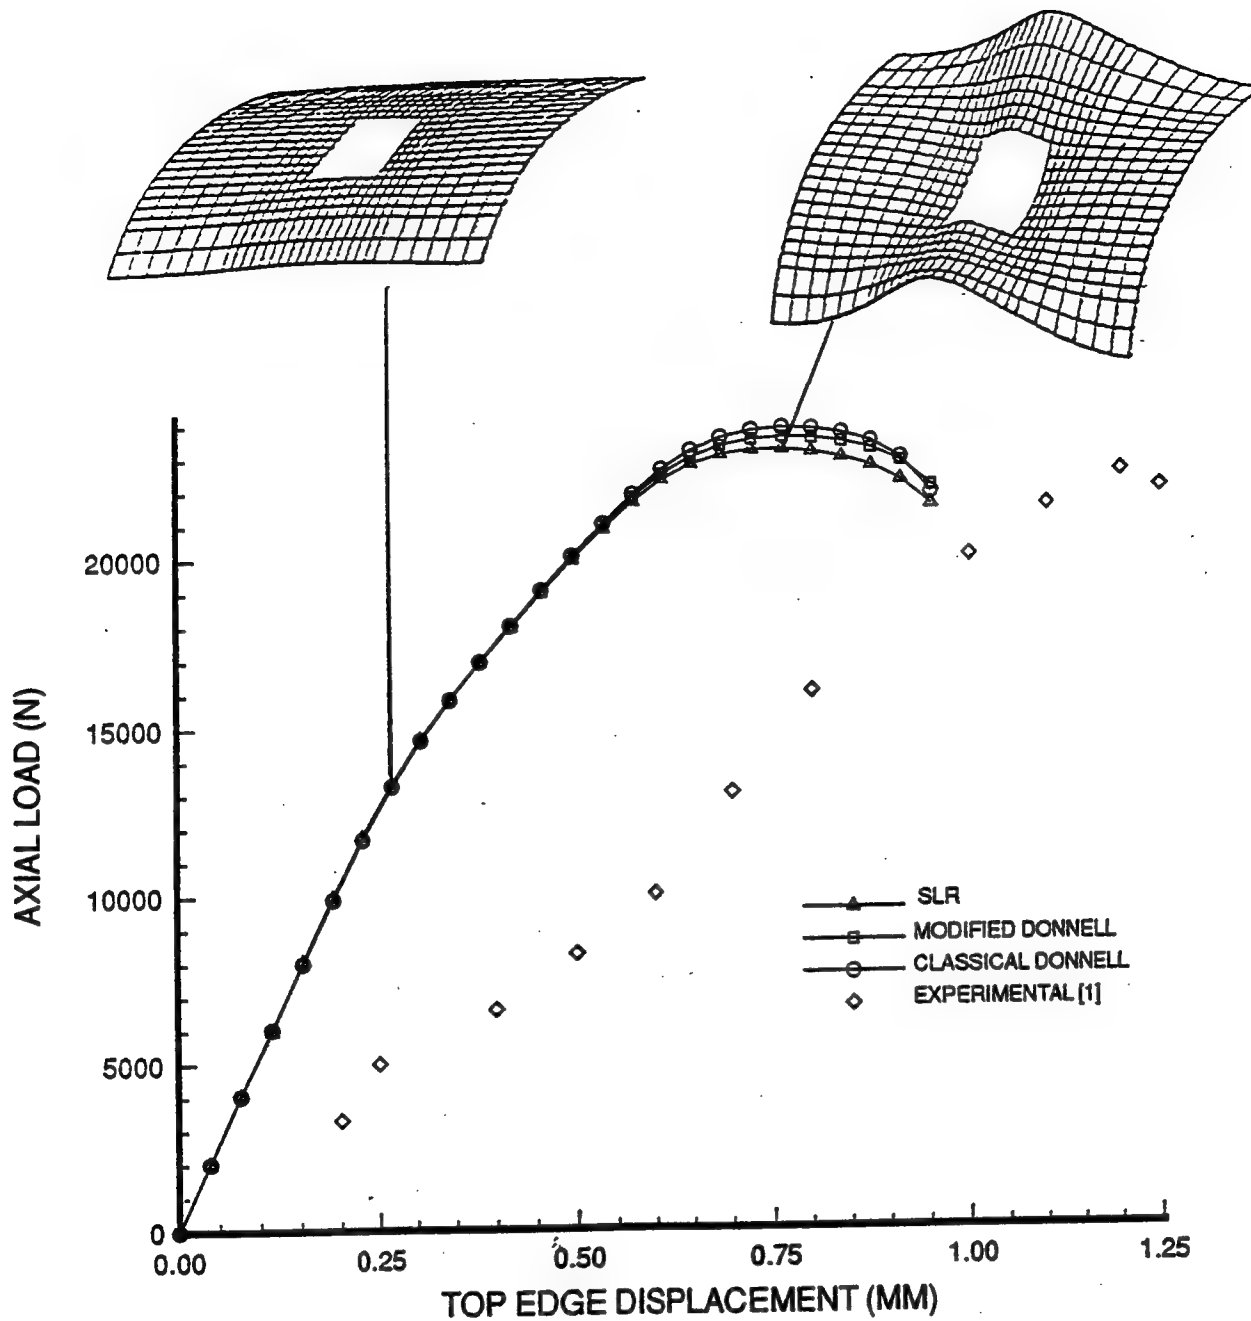 20000
15000
10000
5000
0
AXIAL LOAD (N)
SLR
MODIFIED DONNELL
CLASSICAL DONNELL
EXPERIMENTAL [1]
0.00
0.25
0.50
0.75
1.00
1.25
TOP EDGE DISPLACEMENT (MM)